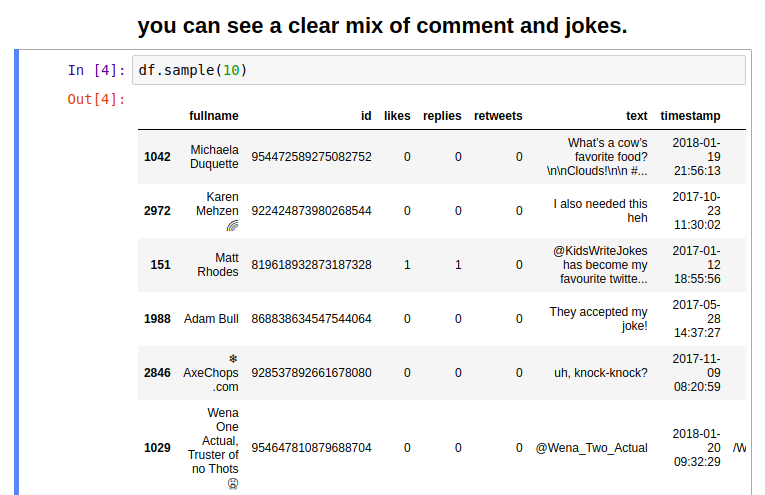 you can see a clear mix of comment and jokes.
In [4]: df.sample(10)
Out[4]:
fullname id likes replies retweets text timestamp
1042 Michaela Duquette 954472589275082752 0 0 0 What's a cow's favorite food? \n\nClouds!\n\n #... 2018-01-19 21:56:13
2972 Karen Mehzen 🌈 922424873980268544 0 0 0 I also needed this heh 2017-10-23 11:30:02
151 Matt Rhodes 819618932873187328 1 1 0 @KidsWriteJokes has become my favourite twitte... 2017-01-12 18:55:56
1988 Adam Bull 868838634547544064 0 0 0 They accepted my joke! 2017-05-28 14:37:27
2846 ❄ AxeChops .com 928537892661678080 0 0 0 uh, knock-knock? 2017-11-09 08:20:59
1029 Wena One Actual, Truster of no Thots 😩 954647810879688704 0 0 0 @Wena_Two_Actual 2018-01-20 09:32:29 /W